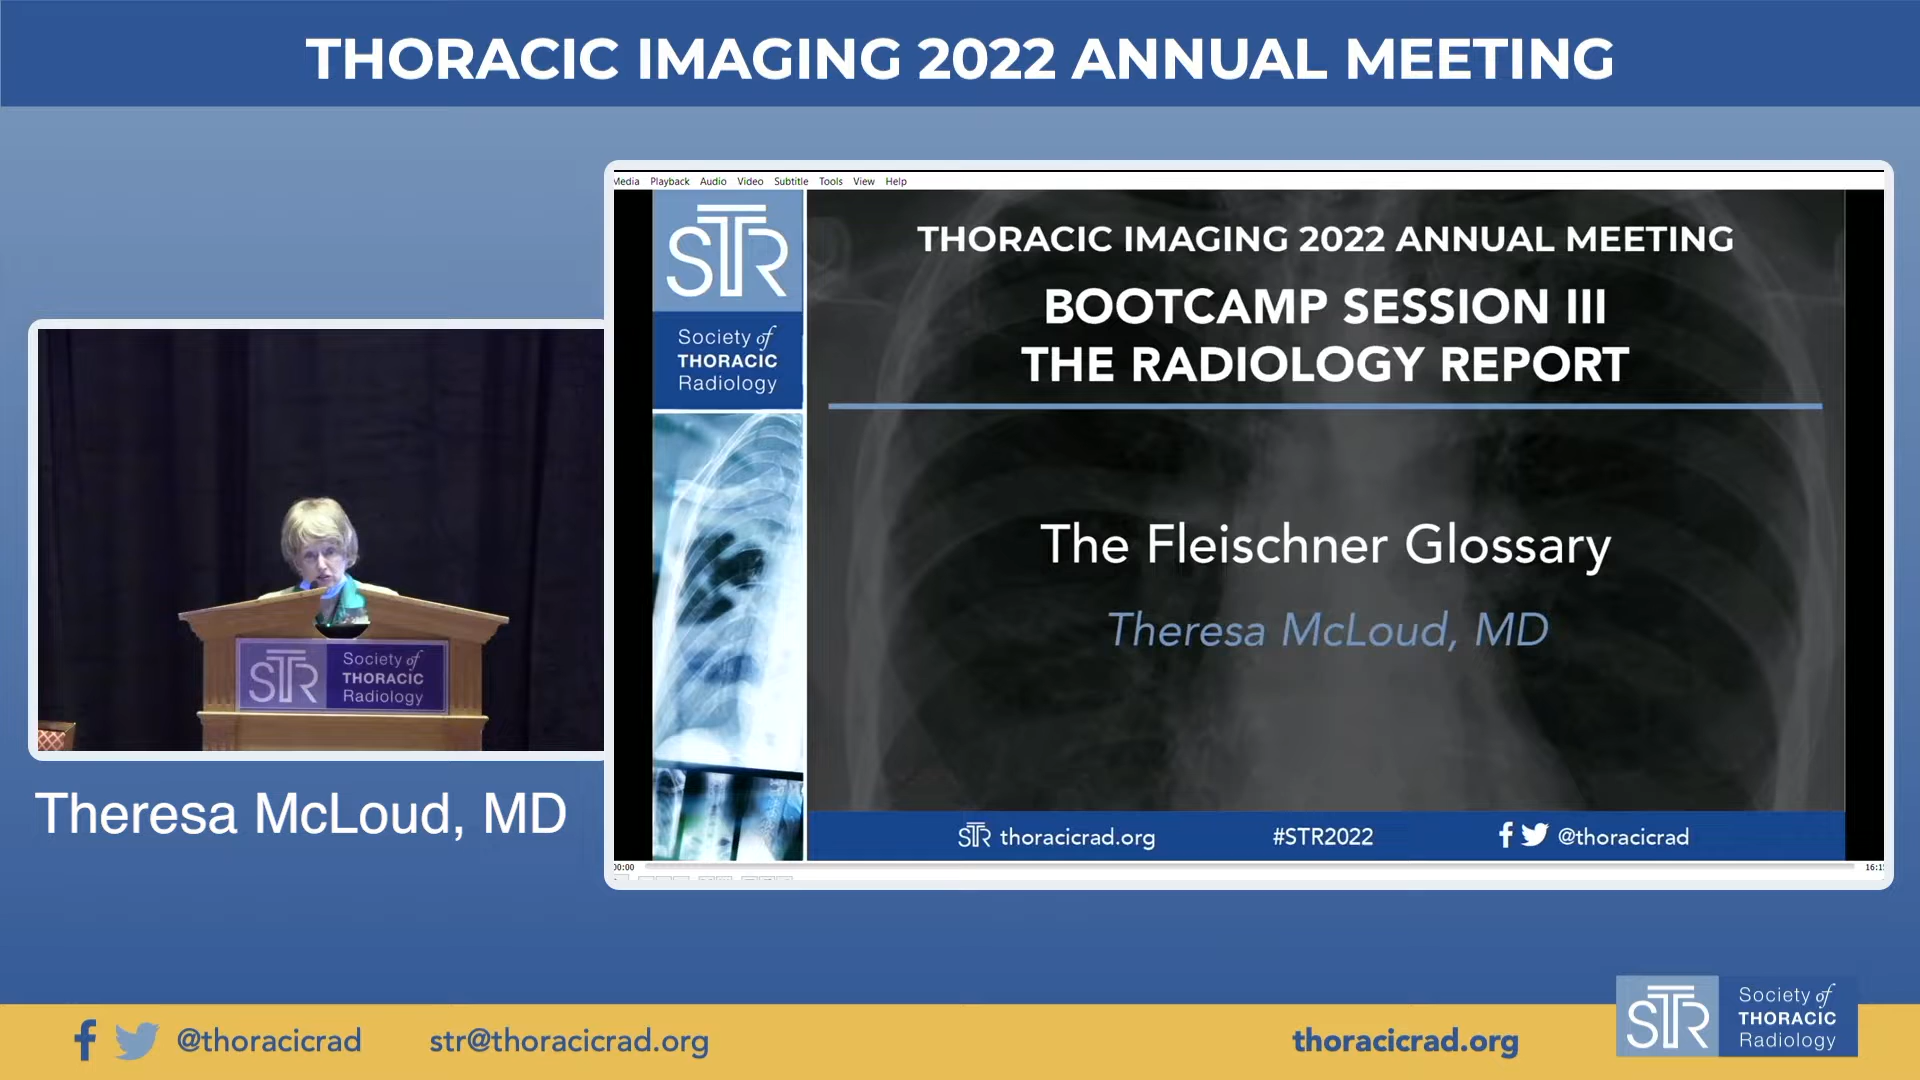 THORACIC IMAGING 2022 ANNUAL MEETING
Media Playback Audio Video Subtitle Tools View Help
STR
Society of
THORACIC
Radiology
THORACIC IMAGING 2022 ANNUAL MEETING
BOOTCAMP SESSION III
THE RADIOLOGY REPORT
The Fleischner Glossary
Theresa McLoud, MD
STR thoracicrad.org #STR2022 @thoracicrad
STR
Society of
THORACIC
Radiology
Theresa McLoud, MD
@thoracicrad str@thoracicrad.org thoracicrad.org
STR
Society of
THORACIC
Radiology